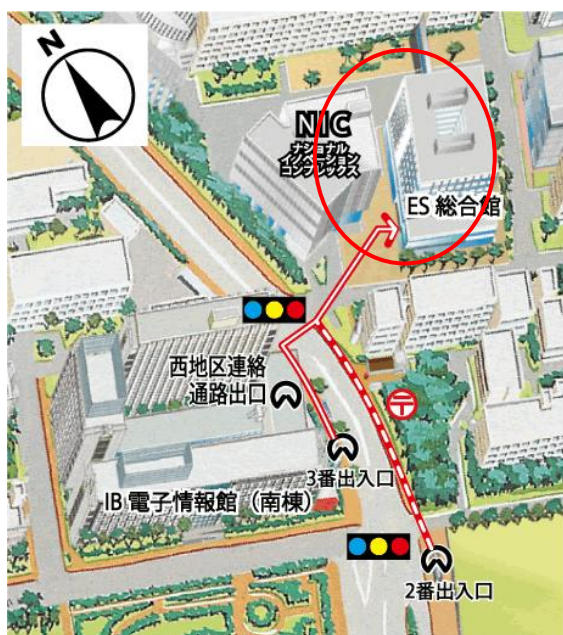 N
NIC
ナショナル
イノベーション
コンプレックス
ES 総合館
西地区連絡
通路出口
3番出入口
IB 電子情報館（南棟）
2番出入口